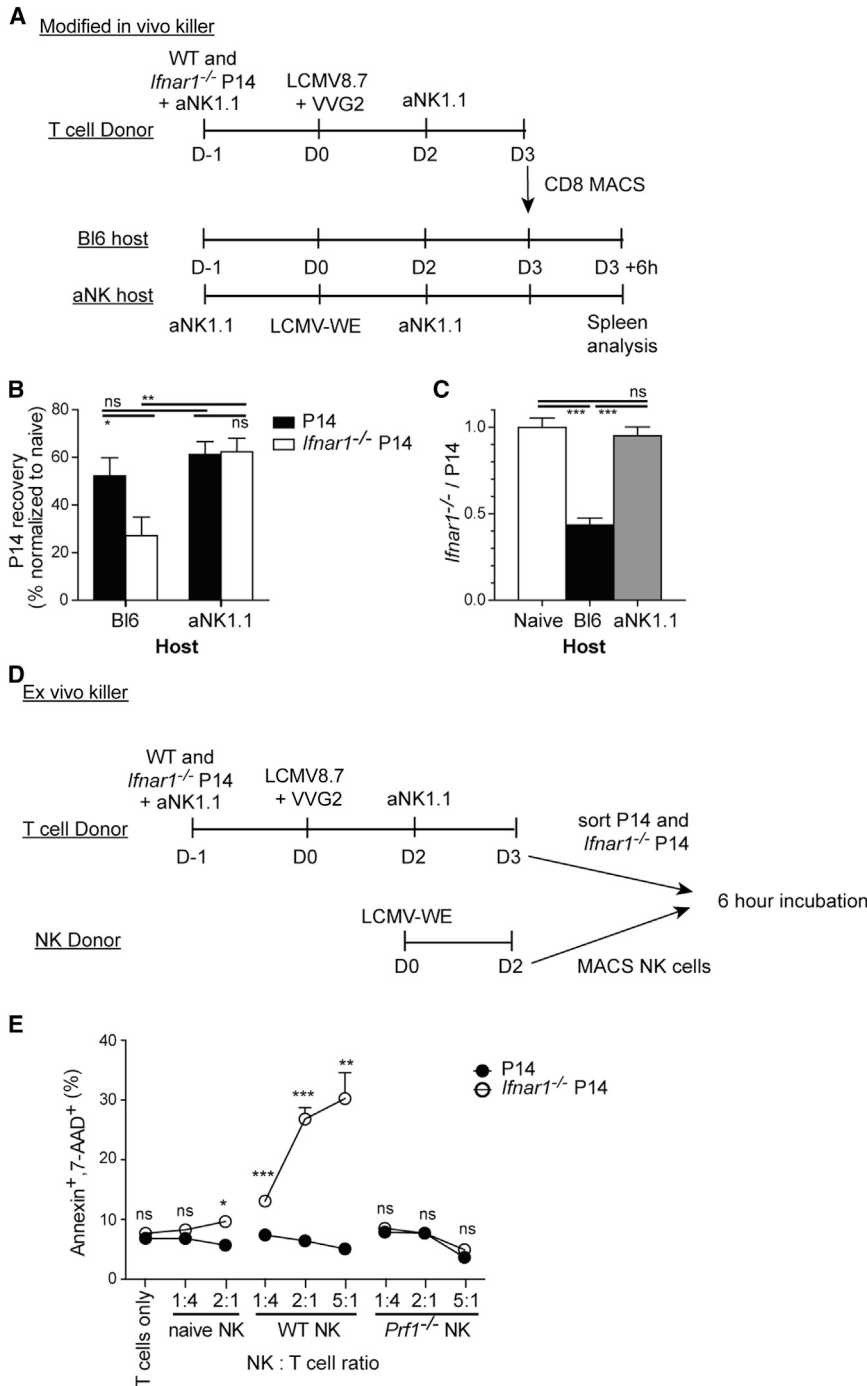 A
Modified in vivo killer
WT and
Ifnar1-/- P14
+ aNK1.1
LCMV8.7
+ VVG2
aNK1.1
T cell Donor
D-1
D0
D2
D3
CD8 MACS
Bl6 host
D-1
D0
D2
D3
D3 +6h
aNK host
aNK1.1
LCMV-WE
aNK1.1
Spleen
analysis
B
P14 recovery
(% normalized to naive)
80
60
40
20
0
ns
*
**
ns
P14
Ifnar1-/- P14
Bl6
aNK1.1
Host
C
Ifnar1-/- / P14
1.0
0.5
0.0
ns
***
***
Naive
Bl6
aNK1.1
Host
D
Ex vivo killer
WT and
Ifnar1-/- P14
+ aNK1.1
LCMV8.7
+ VVG2
aNK1.1
T cell Donor
D-1
D0
D2
D3
sort P14 and
Ifnar1-/- P14
6 hour incubation
LCMV-WE
NK Donor
D0
D2
MACS NK cells
E
Annexin+,7-AAD+ (%)
40
30
20
10
0
ns
ns
*
***
***
**
ns
ns
ns
P14
Ifnar1-/- P14
T cells only
1:4 2:1
naive NK
1:4 2:1 5:1
WT NK
1:4 2:1 5:1
Prf1-/- NK
NK : T cell ratio